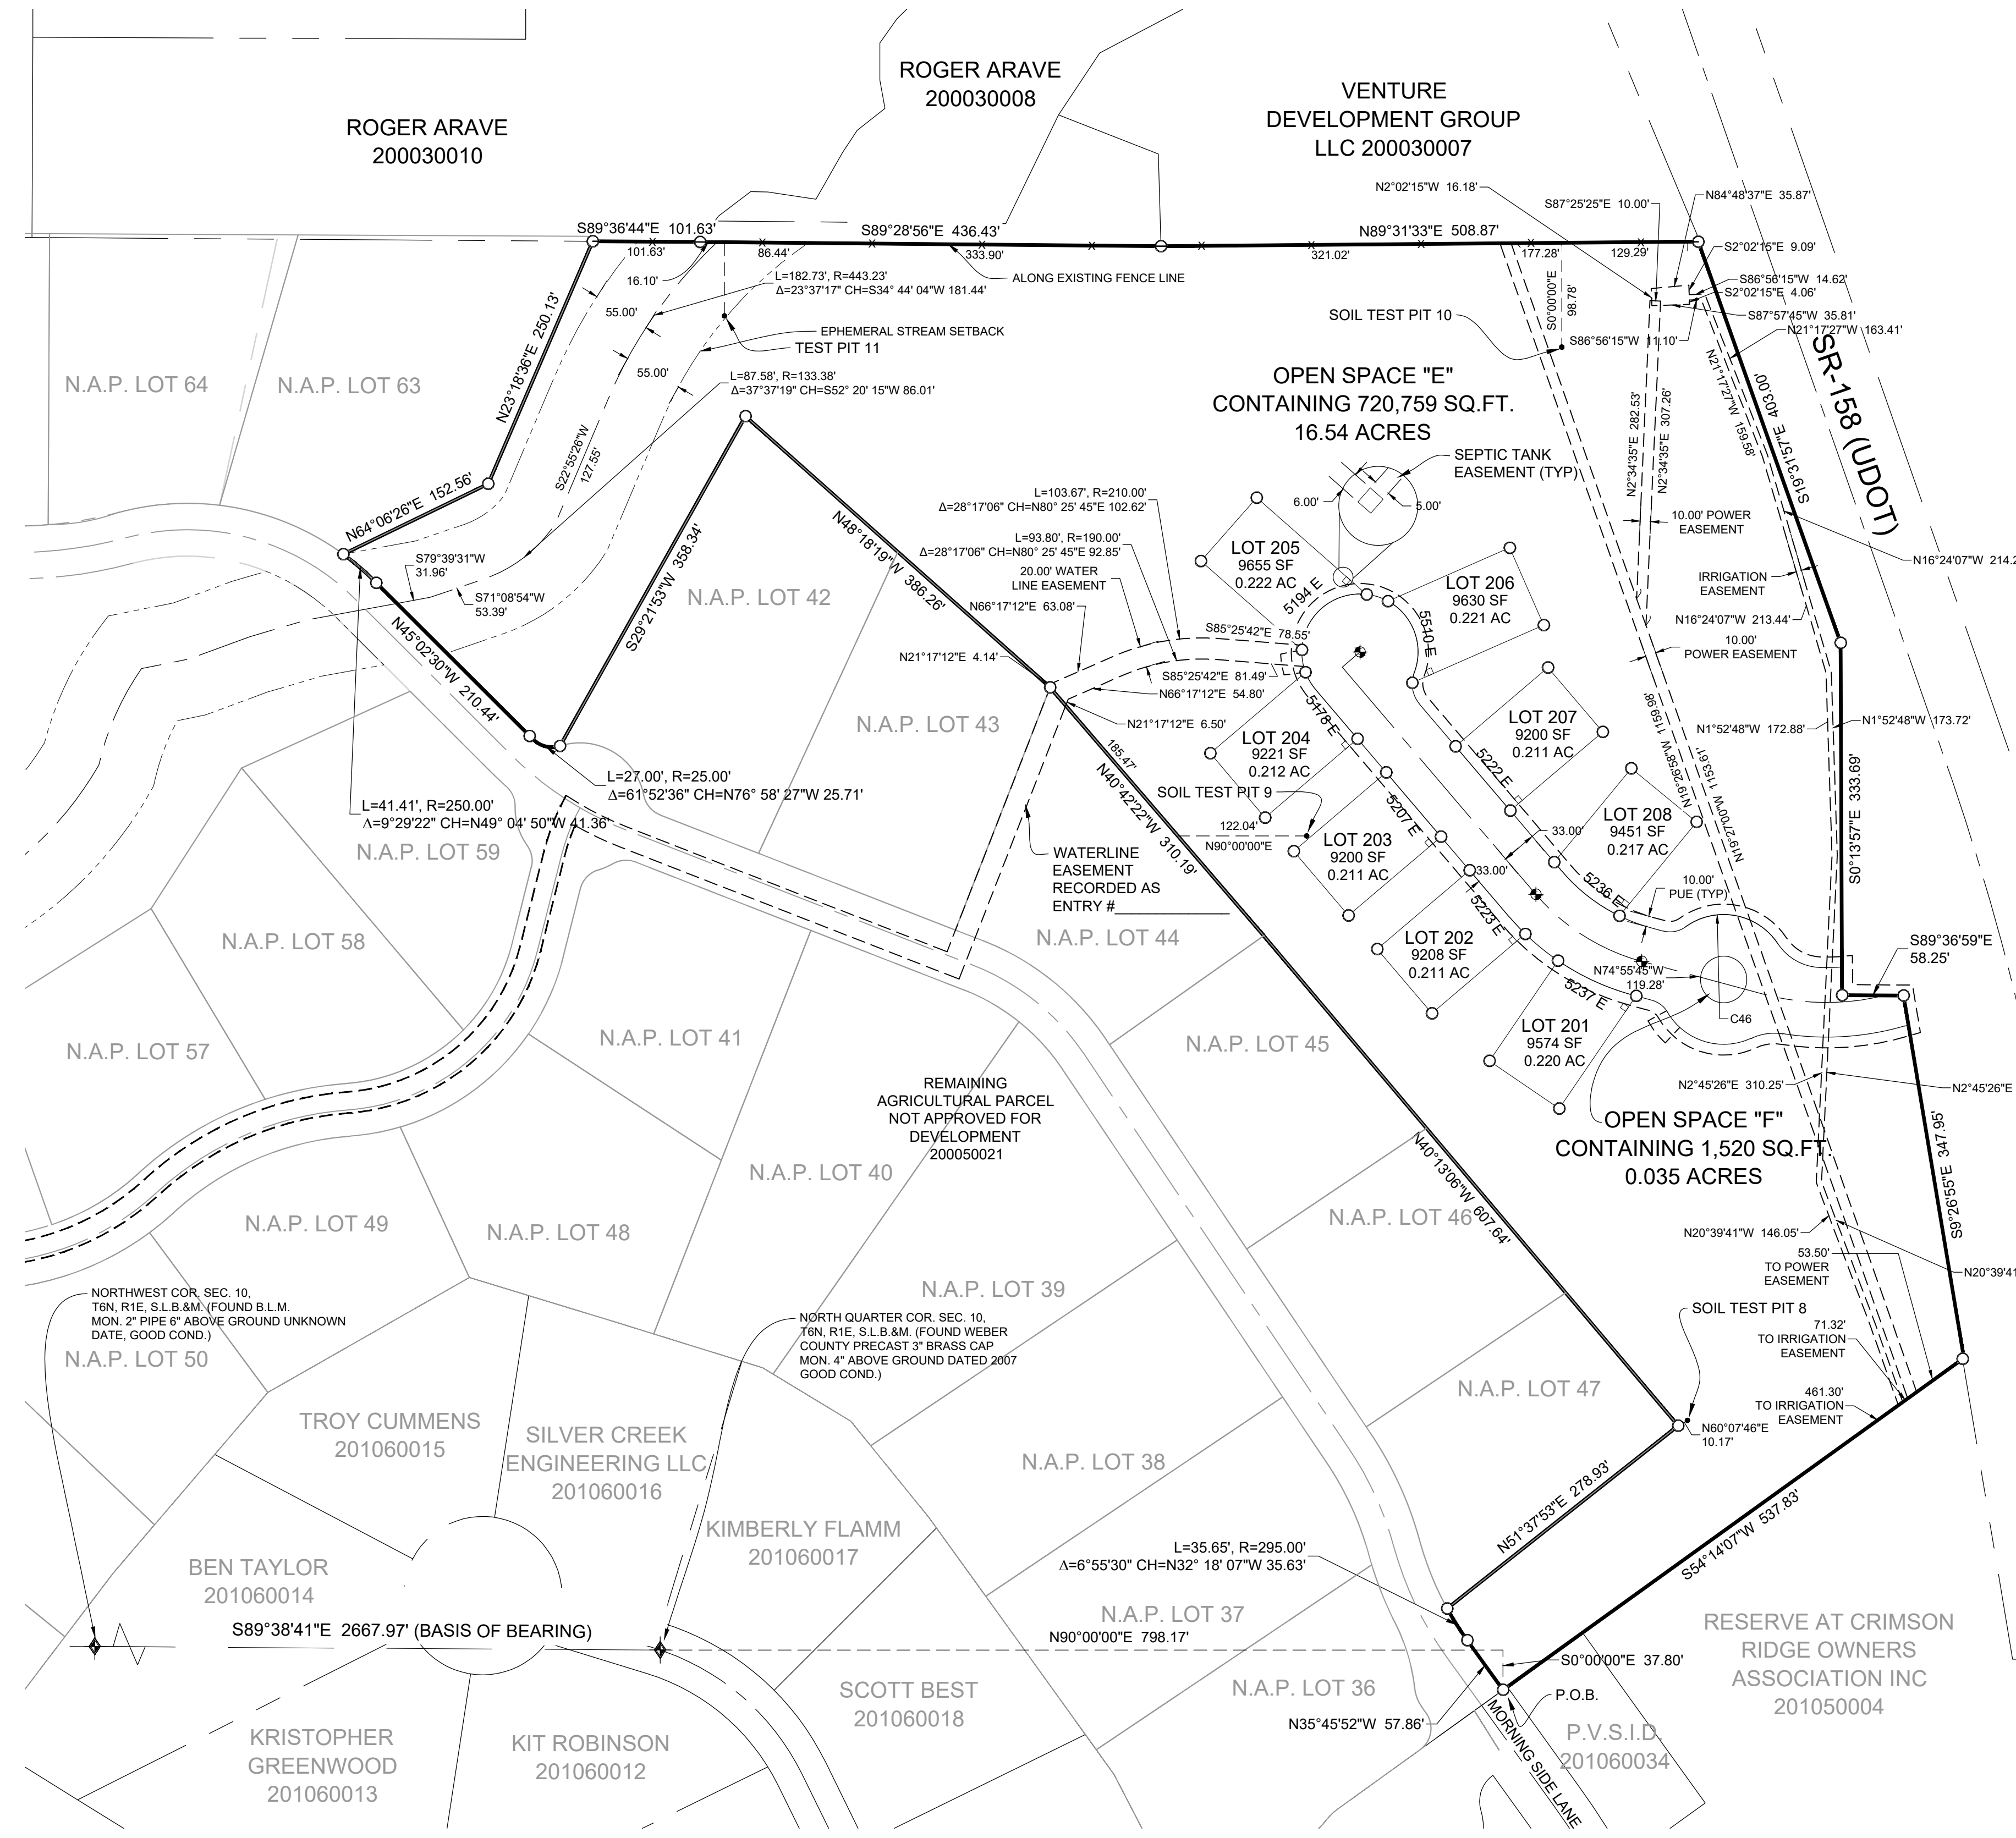 ROGER ARAVE
200030010
ROGER ARAVE
200030008
VENTURE
DEVELOPMENT GROUP
LLC 200030007
N2°02'15"W 16.18'
S87°25'25"E 10.00'
N84°48'37"E 35.87'
S2°02'15"E 9.09'
S86°56'15"W 14.62'
S2°02'15"E 4.06'
S87°57'45"W 35.81'
N21°17'27"W 163.41'
S86°56'15"W 11.10'
S89°36'44"E 101.63'
S89°28'56"E 436.43'
N89°31'33"E 508.87'
101.63'
86.44'
333.90'
321.02'
177.28'
129.29'
16.10'
ALONG EXISTING FENCE LINE
L=182.73', R=443.23'
Δ=23°37'17" CH=S34° 44' 04"W 181.44'
55.00'
EPHEMERAL STREAM SETBACK
TEST PIT 11
55.00'
L=87.58', R=133.38'
Δ=37°37'19" CH=S52° 20' 15"W 86.01'
SOIL TEST PIT 10
S0°00'00"E
98.78'
N.A.P. LOT 64
N.A.P. LOT 63
N23°18'36"E 250.13'
N64°06'26"E 152.56'
S22°55'26"W
127.55'
S79°39'31"W
31.96'
S71°08'54"W
53.39'
OPEN SPACE "E"
CONTAINING 720,759 SQ.FT.
16.54 ACRES
SEPTIC TANK
EASEMENT (TYP)
6.00'
5.00'
N2°34'35"E 282.53'
N2°34'35"E 307.26'
N21°17'27"W 159.58'
S19°31'57"E 403.00'
SR-158 (UDOT)
10.00' POWER
EASEMENT
N16°24'07"W 214.2
IRRIGATION
EASEMENT
N16°24'07"W 213.44'
10.00'
POWER EASEMENT
L=103.67', R=210.00'
Δ=28°17'06" CH=N80° 25' 45"E 102.62'
L=93.80', R=190.00'
Δ=28°17'06" CH=N80° 25' 45"E 92.85'
20.00' WATER
LINE EASEMENT
N66°17'12"E 63.08'
N21°17'12"E 4.14'
S85°25'42"E 78.55'
S85°25'42"E 81.49'
N66°17'12"E 54.80'
N21°17'12"E 6.50'
LOT 205
9655 SF
0.222 AC
5194 E
LOT 206
9630 SF
0.221 AC
5510 E
LOT 204
9221 SF
0.212 AC
5178 E
LOT 207
9200 SF
0.211 AC
5222 E
LOT 203
9200 SF
0.211 AC
5207 E
LOT 208
9451 SF
0.217 AC
5236 E
LOT 202
9208 SF
0.211 AC
5223 E
LOT 201
9574 SF
0.220 AC
5237 E
33.00'
33.00'
10.00'
PUE (TYP)
N74°55'45"W
119.28'
C46
N1°52'48"W 172.88'
N1°52'48"W 173.72'
S0°13'57"E 333.69'
N19°26'58"W 1159.98'
N19°27'00"W 1153.61'
S89°36'59"E
58.25'
N2°45'26"E 310.25'
N2°45'26"E
OPEN SPACE "F"
CONTAINING 1,520 SQ.FT.
0.035 ACRES
S9°26'55"E 347.95'
N20°39'41"W 146.05'
N20°39'41
53.50'
TO POWER
EASEMENT
SOIL TEST PIT 8
71.32'
TO IRRIGATION
EASEMENT
461.30'
TO IRRIGATION
EASEMENT
N60°07'46"E
10.17'
N45°02'30"W 210.44'
S29°21'53"W 358.34'
N48°18'19"W 386.26'
N.A.P. LOT 42
N.A.P. LOT 43
L=27.00', R=25.00'
Δ=61°52'36" CH=N76° 58' 27"W 25.71'
L=41.41', R=250.00'
Δ=9°29'22" CH=N49° 04' 50"W 41.36'
N.A.P. LOT 59
185.47'
N40°42'22"W 310.19'
SOIL TEST PIT 9
122.04'
N90°00'00"E
WATERLINE
EASEMENT
RECORDED AS
ENTRY #
N.A.P. LOT 44
N.A.P. LOT 58
N.A.P. LOT 57
N.A.P. LOT 41
N.A.P. LOT 45
REMAINING
AGRICULTURAL PARCEL
NOT APPROVED FOR
DEVELOPMENT
200050021
N40°13'06"W 607.64'
N.A.P. LOT 40
N.A.P. LOT 46
N.A.P. LOT 49
N.A.P. LOT 48
N.A.P. LOT 39
NORTHWEST COR. SEC. 10,
T6N, R1E, S.L.B.&M. (FOUND B.L.M.
MON. 2" PIPE 6" ABOVE GROUND UNKNOWN
DATE, GOOD COND.)
N.A.P. LOT 50
NORTH QUARTER COR. SEC. 10,
T6N, R1E, S.L.B.&M. (FOUND WEBER
COUNTY PRECAST 3" BRASS CAP
MON. 4" ABOVE GROUND DATED 2007
GOOD COND.)
N.A.P. LOT 47
TROY CUMMENS
201060015
SILVER CREEK
ENGINEERING LLC
201060016
N.A.P. LOT 38
KIMBERLY FLAMM
201060017
BEN TAYLOR
201060014
S89°38'41"E 2667.97' (BASIS OF BEARING)
L=35.65', R=295.00'
Δ=6°55'30" CH=N32° 18' 07"W 35.63'
N51°37'53"E 278.93'
S54°14'07"W 537.83'
N.A.P. LOT 37
N90°00'00"E 798.17'
S0°00'00"E 37.80'
P.O.B.
N35°45'52"W 57.86'
N.A.P. LOT 36
SCOTT BEST
201060018
MORNING SIDE LANE
RESERVE AT CRIMSON
RIDGE OWNERS
ASSOCIATION INC
201050004
P.V.S.I.D.
201060034
KRISTOPHER
GREENWOOD
201060013
KIT ROBINSON
201060012